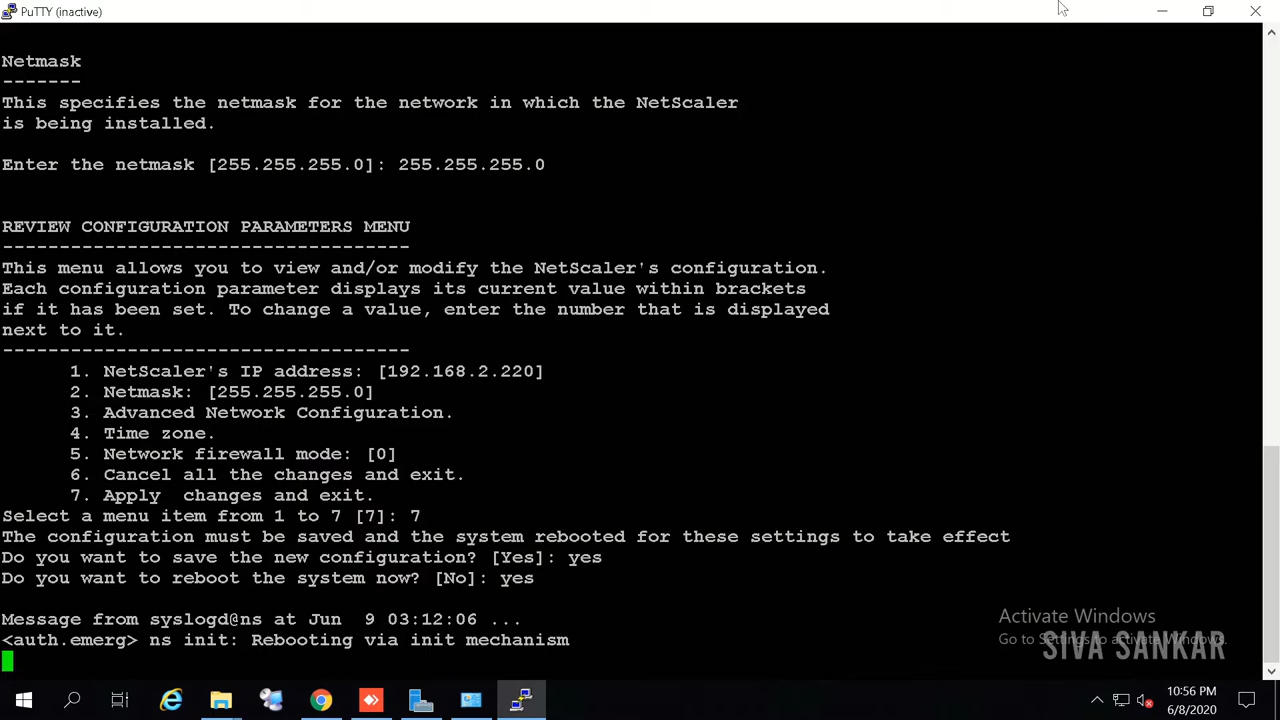 PuTTY (inactive)
Netmask
-------
This specifies the netmask for the network in which the NetScaler
is being installed.
Enter the netmask [255.255.255.0]: 255.255.255.0
REVIEW CONFIGURATION PARAMETERS MENU
------------------------------------
This menu allows you to view and/or modify the NetScaler's configuration.
Each configuration parameter displays its current value within brackets
if it has been set. To change a value, enter the number that is displayed
next to it.
------------------------------------
1. NetScaler's IP address: [192.168.2.220]
2. Netmask: [255.255.255.0]
3. Advanced Network Configuration.
4. Time zone.
5. Network firewall mode: [0]
6. Cancel all the changes and exit.
7. Apply  changes and exit.
Select a menu item from 1 to 7 [7]: 7
The configuration must be saved and the system rebooted for these settings to take effect
Do you want to save the new configuration? [Yes]: yes
Do you want to reboot the system now? [No]: yes
Message from syslogd@ns at Jun  9 03:12:06 ...
<auth.emerg> ns init: Rebooting via init mechanism
Activate Windows
Go to Settings to activate Windows.
SIVA SANKAR
10:56 PM
6/8/2020